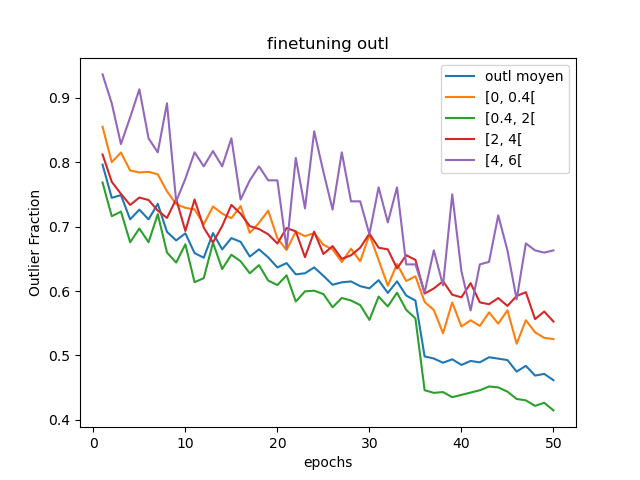 finetuning outl
outl moyen
[0, 0.4[
[0.4, 2[
[2, 4[
[4, 6[
Outlier Fraction
0.9
0.8
0.7
0.6
0.5
0.4
0 10 20 30 40 50
epochs